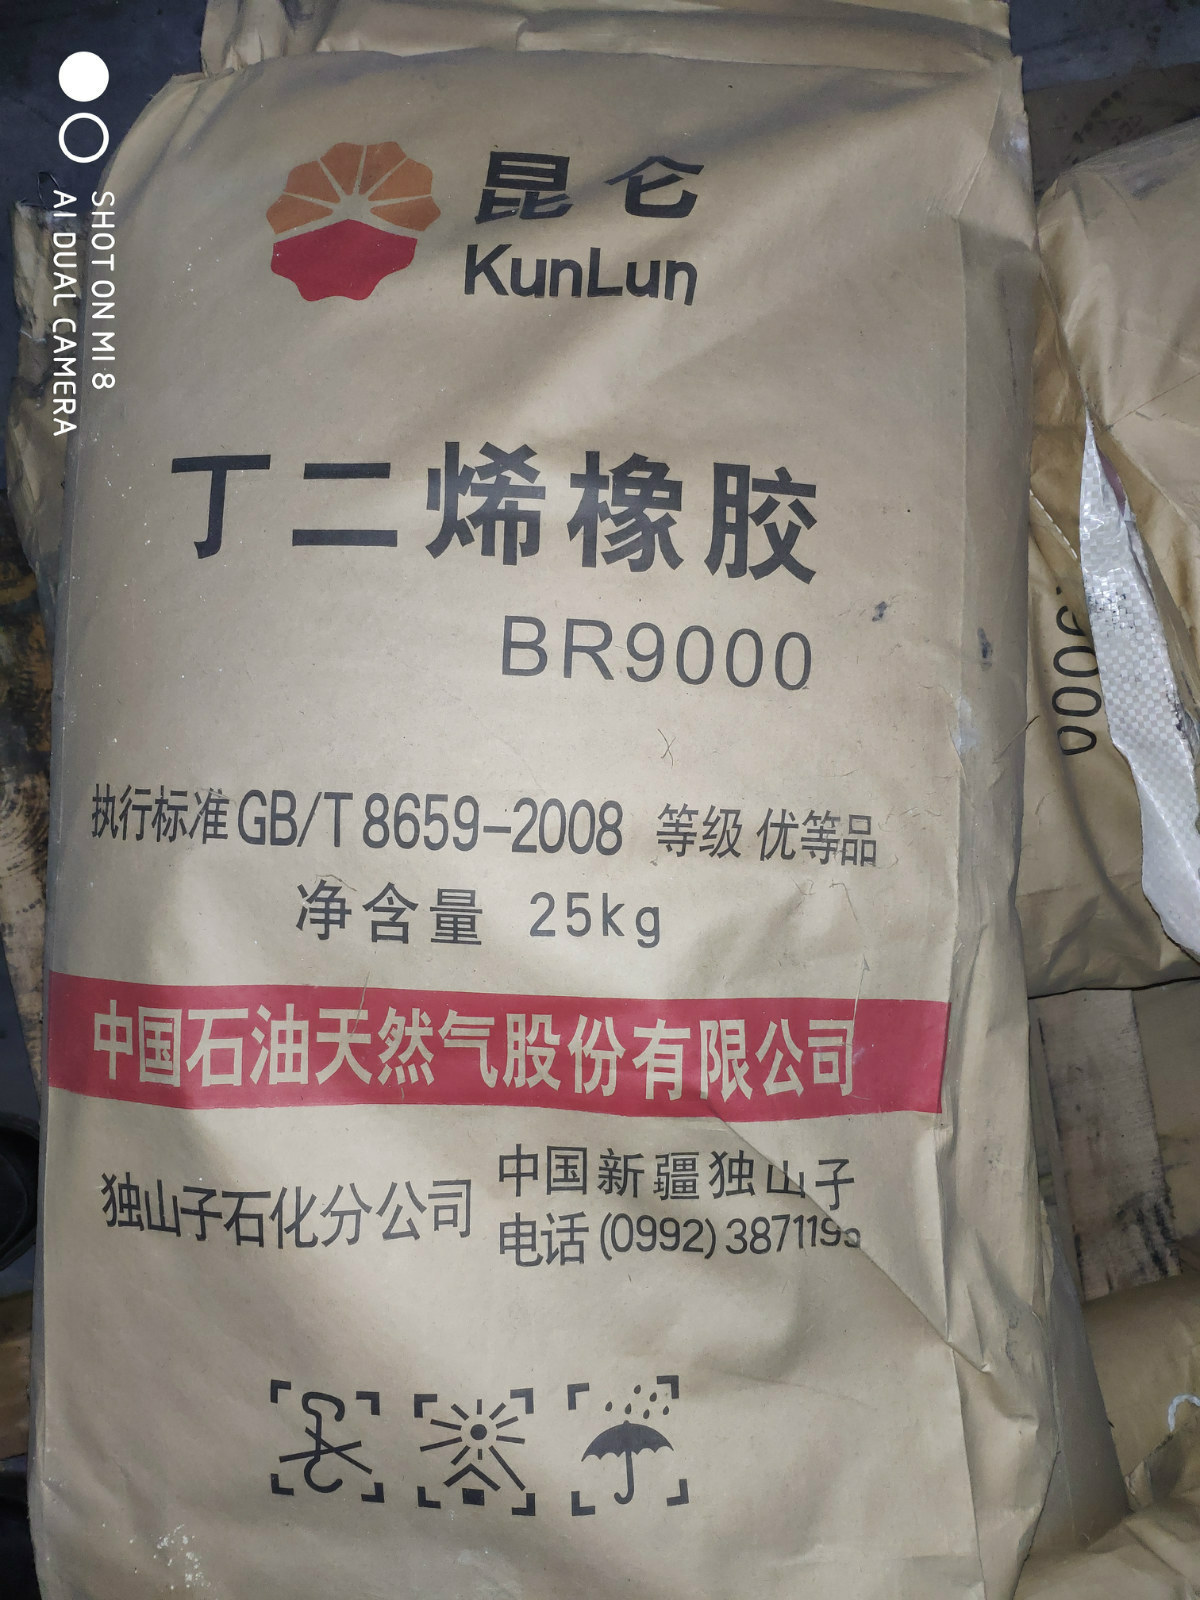 SHOT ON MI 8
AI DUAL CAMERA
昆仑
KunLun
丁二烯橡胶
BR9000
执行标准GB/T 8659-2008 等级 优等品
净含量 25kg
中国石油天然气股份有限公司
独山子石化分公司
中国新疆独山子
电话(0992)
9000